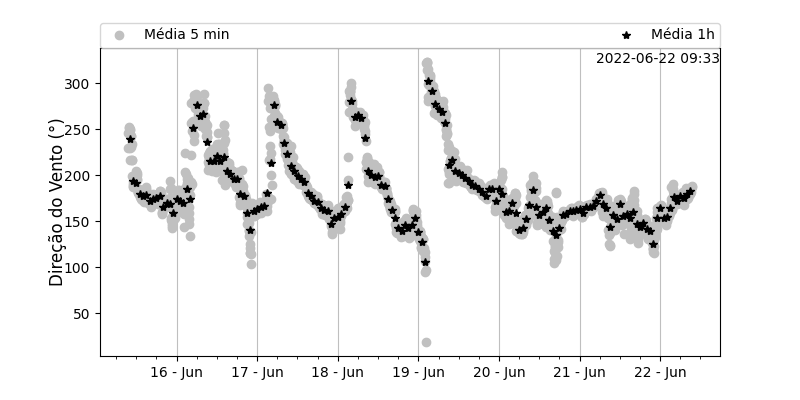 Média 5 min
Média 1h
2022-06-22 09:33
Direção do Vento (°)
300
250
200
150
100
50
16 - Jun
17 - Jun
18 - Jun
19 - Jun
20 - Jun
21 - Jun
22 - Jun